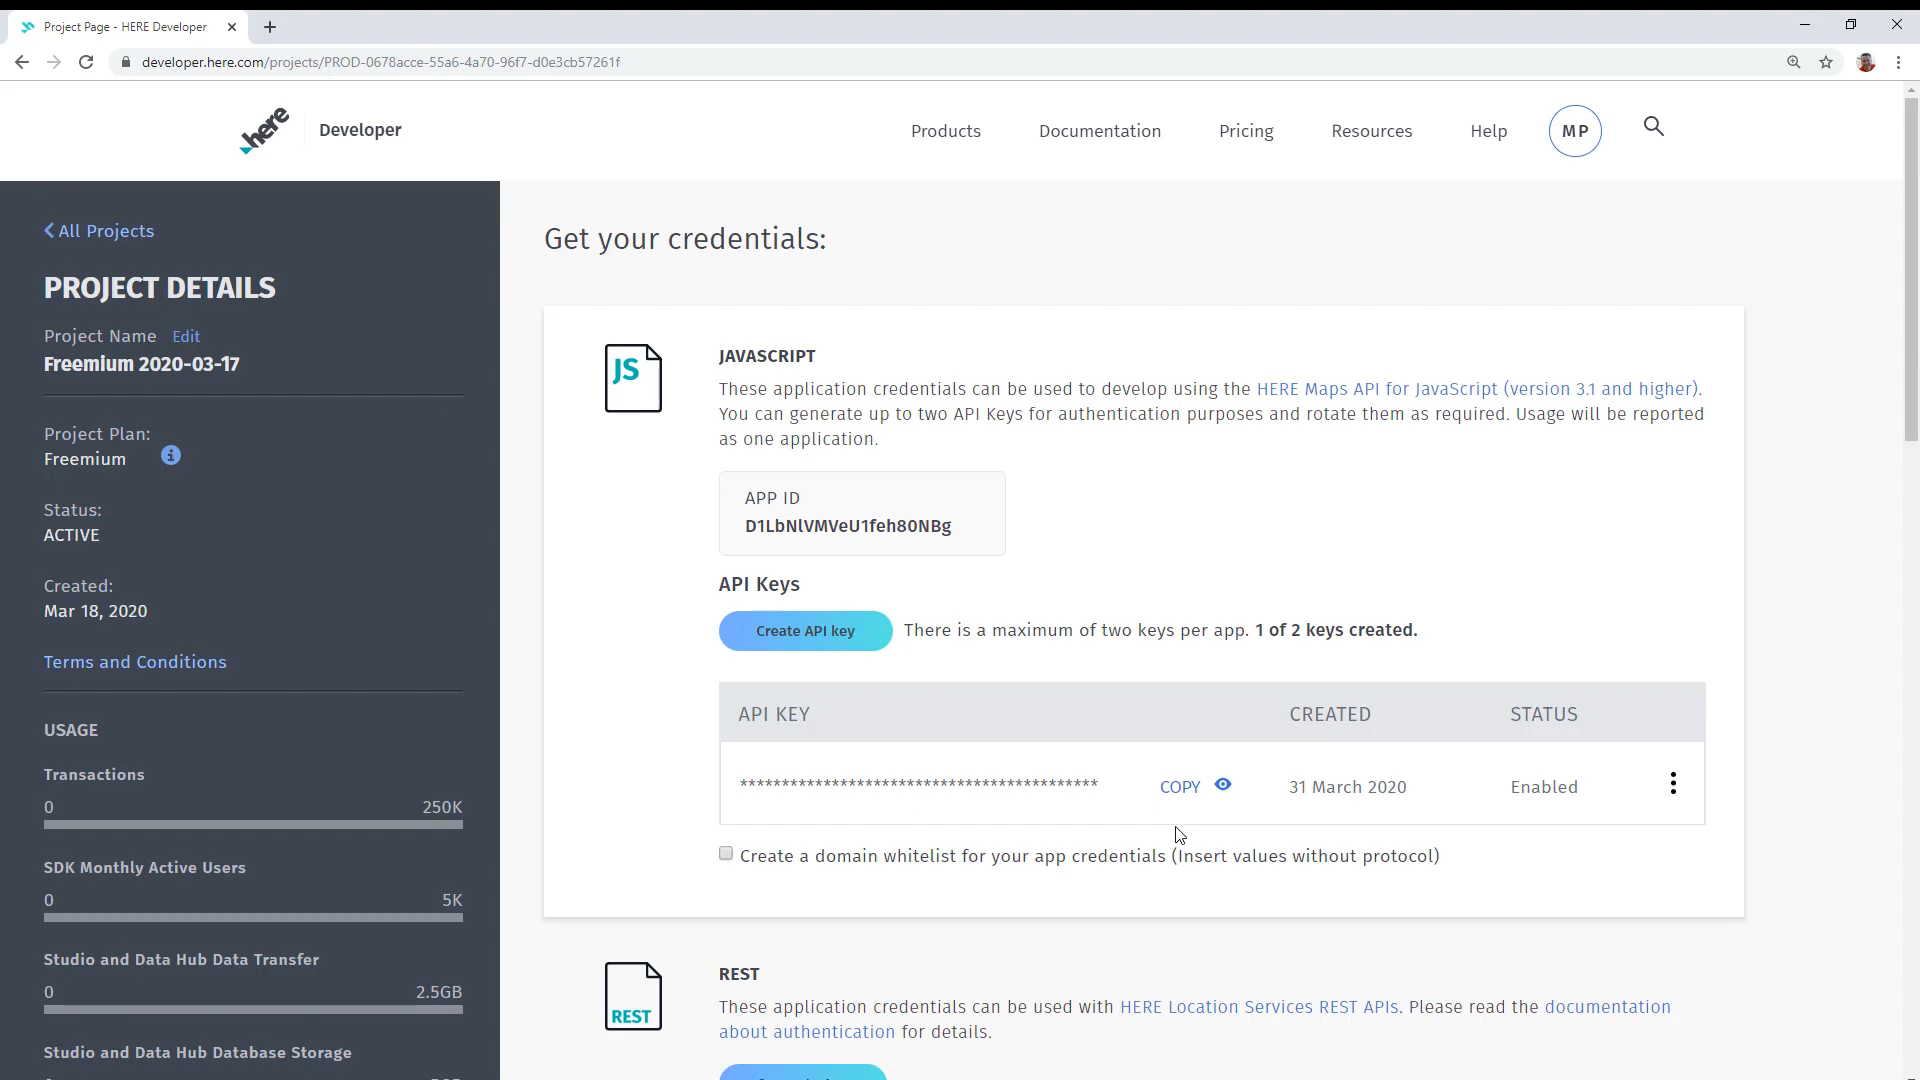 Project Page - HERE Developer
developer.here.com/projects/PROD-0678acce-55a6-4a70-96f7-d0e3cb57261f
here
Developer
Products
Documentation
Pricing
Resources
Help
MP
All Projects
PROJECT DETAILS
Project Name Edit
Freemium 2020-03-17
Project Plan:
Freemium
Status:
ACTIVE
Created:
Mar 18, 2020
Terms and Conditions
USAGE
Transactions
0 250K
SDK Monthly Active Users
0 5K
Studio and Data Hub Data Transfer
0 2.5GB
Studio and Data Hub Database Storage
Get your credentials:
JS
JAVASCRIPT
These application credentials can be used to develop using the HERE Maps API for JavaScript (version 3.1 and higher).
You can generate up to two API Keys for authentication purposes and rotate them as required. Usage will be reported
as one application.
APP ID
D1LbNlVMVeU1feh80NBg
API Keys
Create API key There is a maximum of two keys per app. 1 of 2 keys created.
API KEY CREATED STATUS
******************************************* COPY 31 March 2020 Enabled
Create a domain whitelist for your app credentials (Insert values without protocol)
REST
REST
These application credentials can be used with HERE Location Services REST APIs. Please read the documentation
about authentication for details.